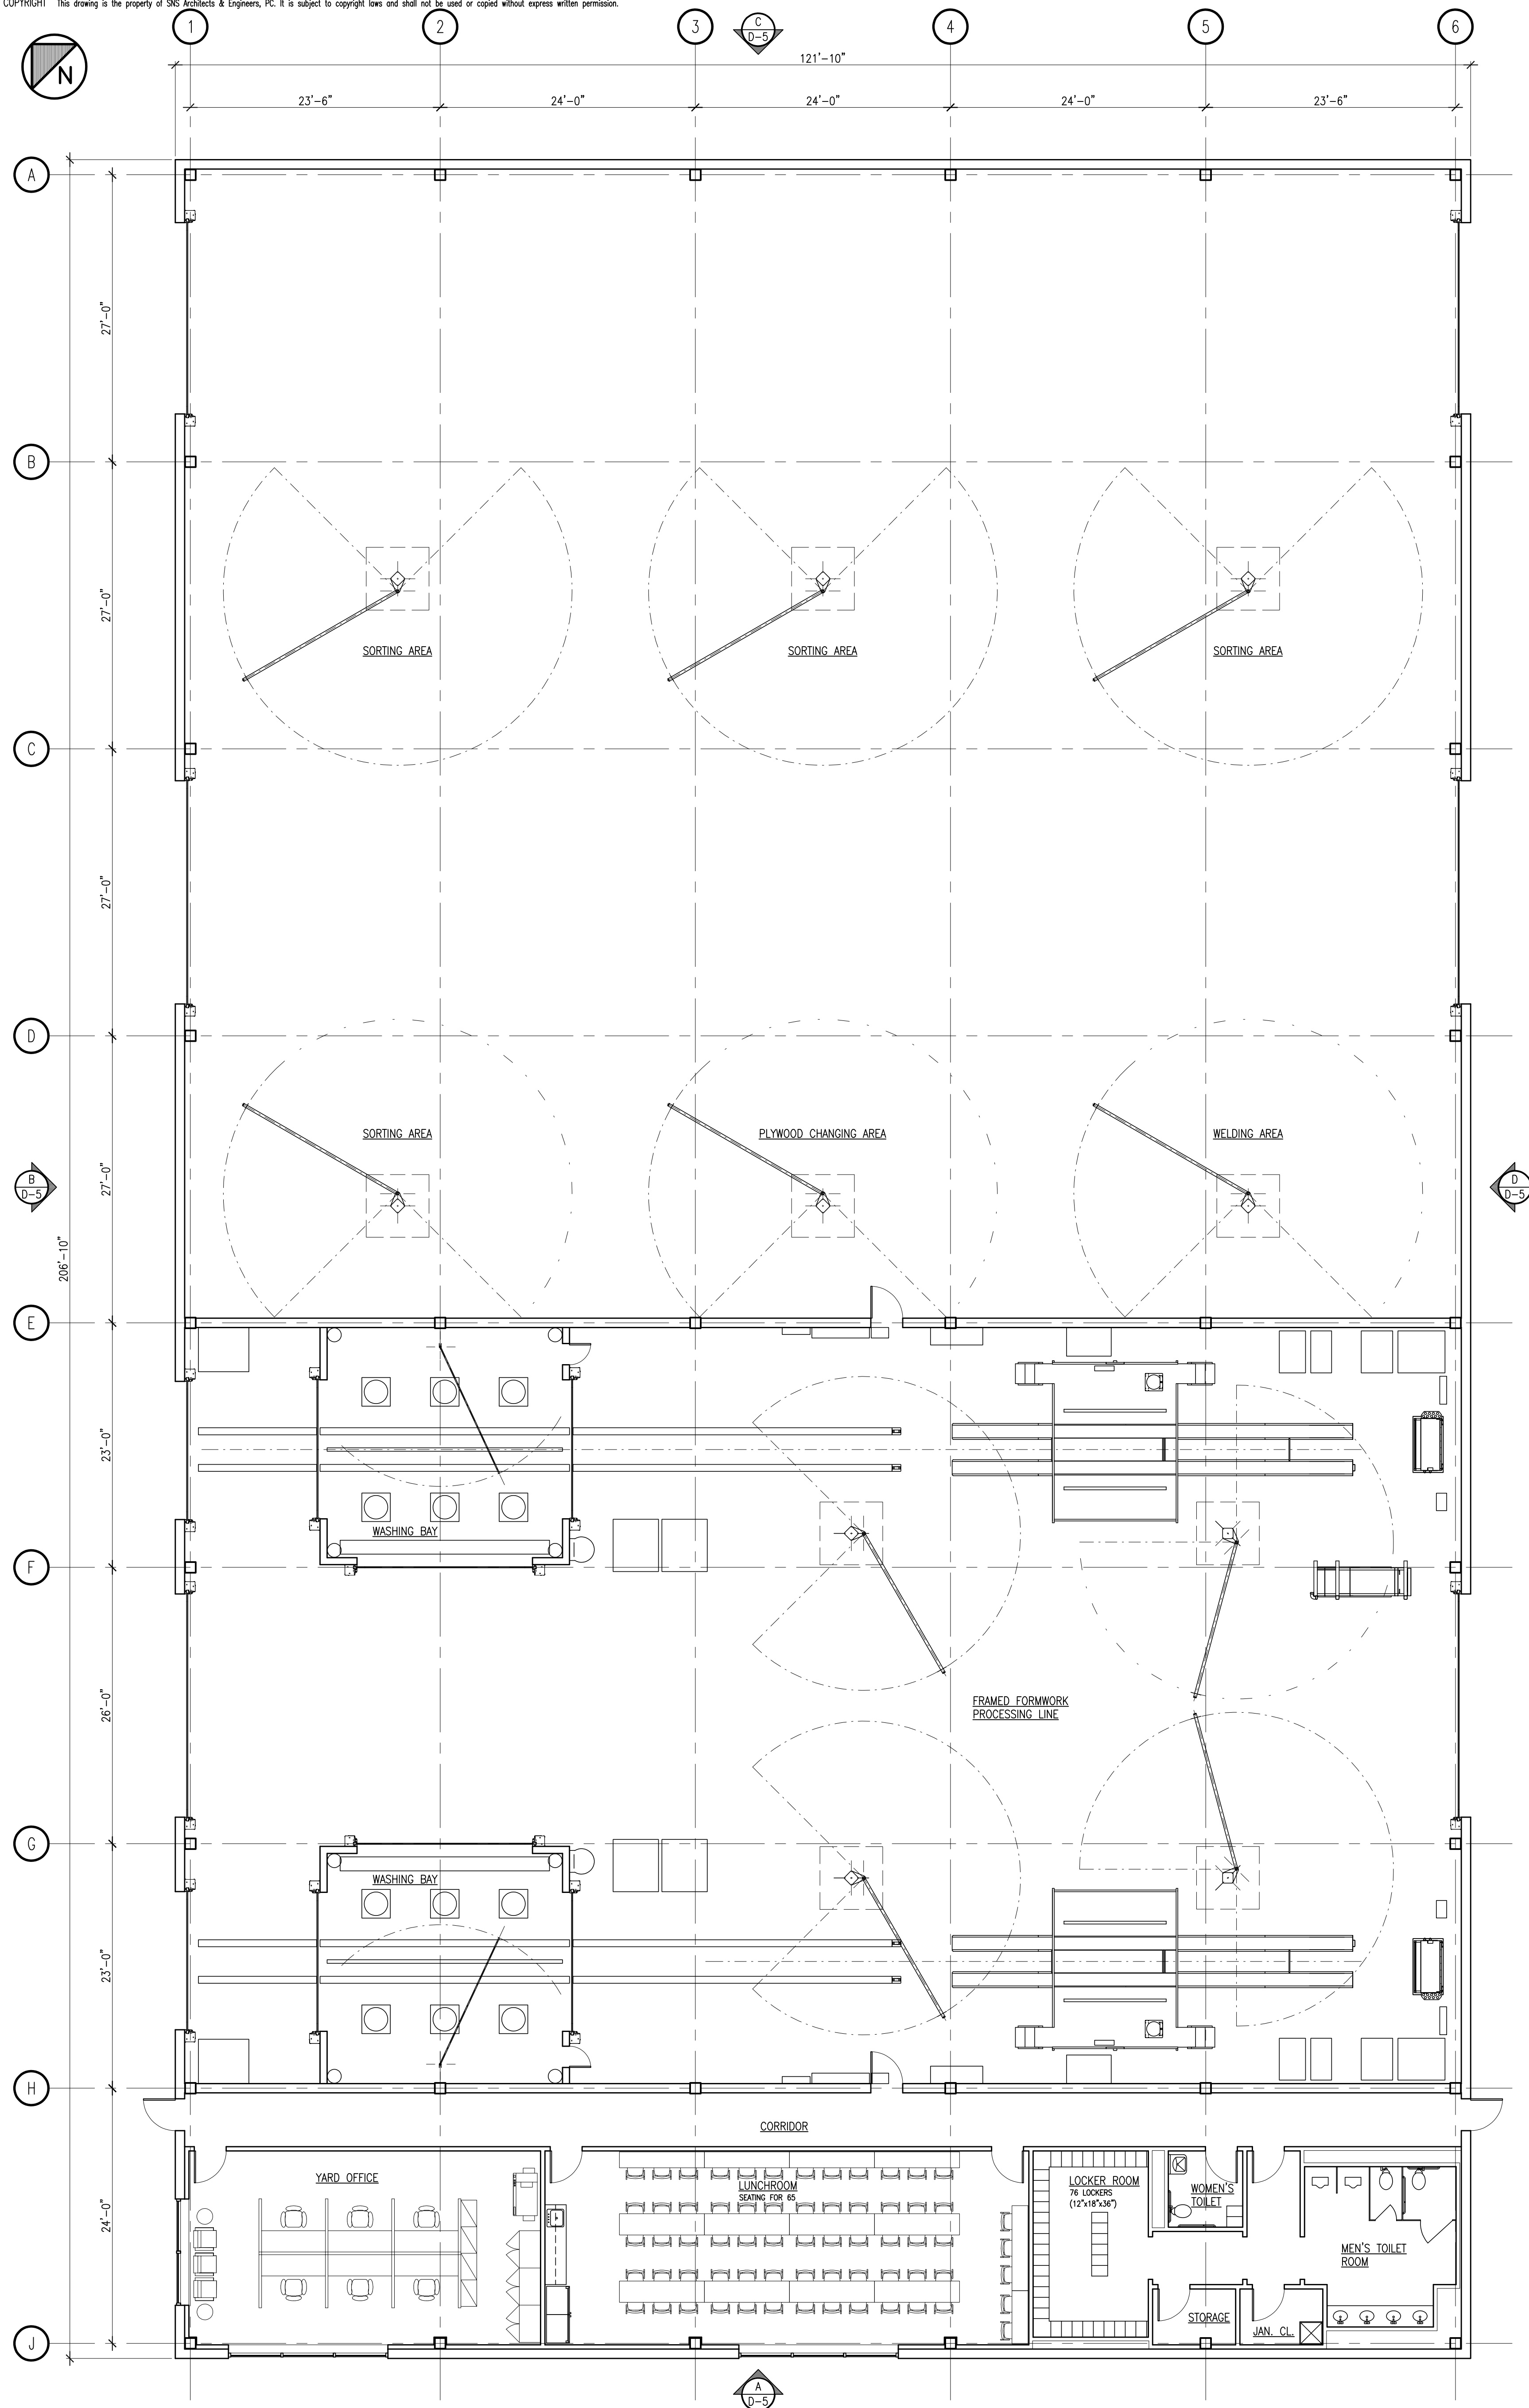 COPYRIGHT This drawing is the property of SNS Architects & Engineers, PC. It is subject to copyright laws and shall not be used or copied without express written permission.
1 2 3 4 5 6
C
D-5
N
121'-10"
23'-6" 24'-0" 24'-0" 24'-0" 23'-6"
A
27'-0"
B
27'-0"
SORTING AREA SORTING AREA SORTING AREA
C
27'-0"
D
SORTING AREA PLYWOOD CHANGING AREA WELDING AREA
27'-0"
B
D-5
D
D-5
206'-10"
E
23'-0"
WASHING BAY
F
26'-0"
FRAMED FORMWORK
PROCESSING LINE
G
WASHING BAY
23'-0"
H
CORRIDOR
24'-0"
YARD OFFICE
LUNCHROOM
SEATING FOR 65
LOCKER ROOM
76 LOCKERS
(12"x18"x36")
WOMEN'S
TOILET
MEN'S TOILET
ROOM
STORAGE
JAN. CL.
J
A
D-5